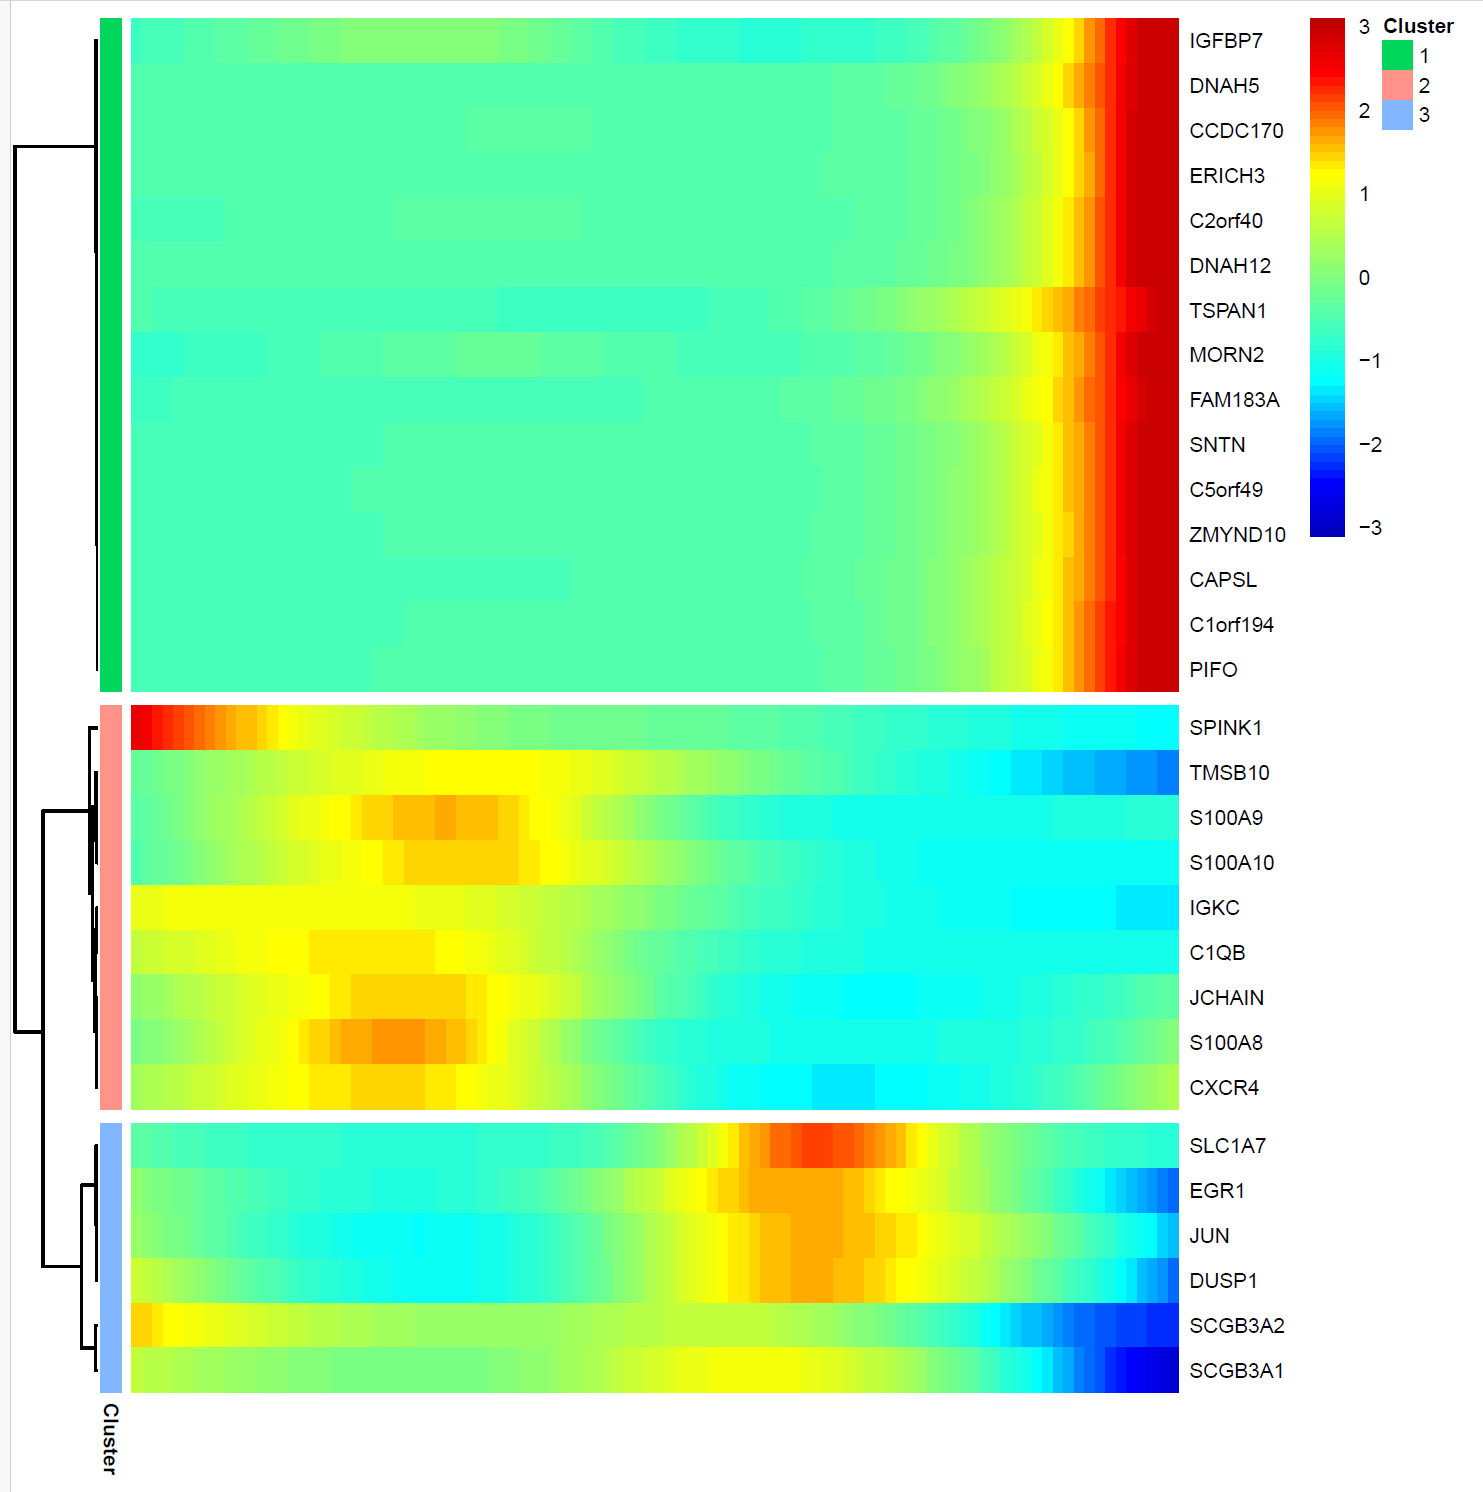 IGFBP7
DNAH5
CCDC170
ERICH3
C2orf40
DNAH12
TSPAN1
MORN2
FAM183A
SNTN
C5orf49
ZMYND10
CAPSL
C1orf194
PIFO
SPINK1
TMSB10
S100A9
S100A10
IGKC
C1QB
JCHAIN
S100A8
CXCR4
SLC1A7
EGR1
JUN
DUSP1
SCGB3A2
SCGB3A1
Cluster
3
2
1
0
−1
−2
−3
Cluster
1
2
3